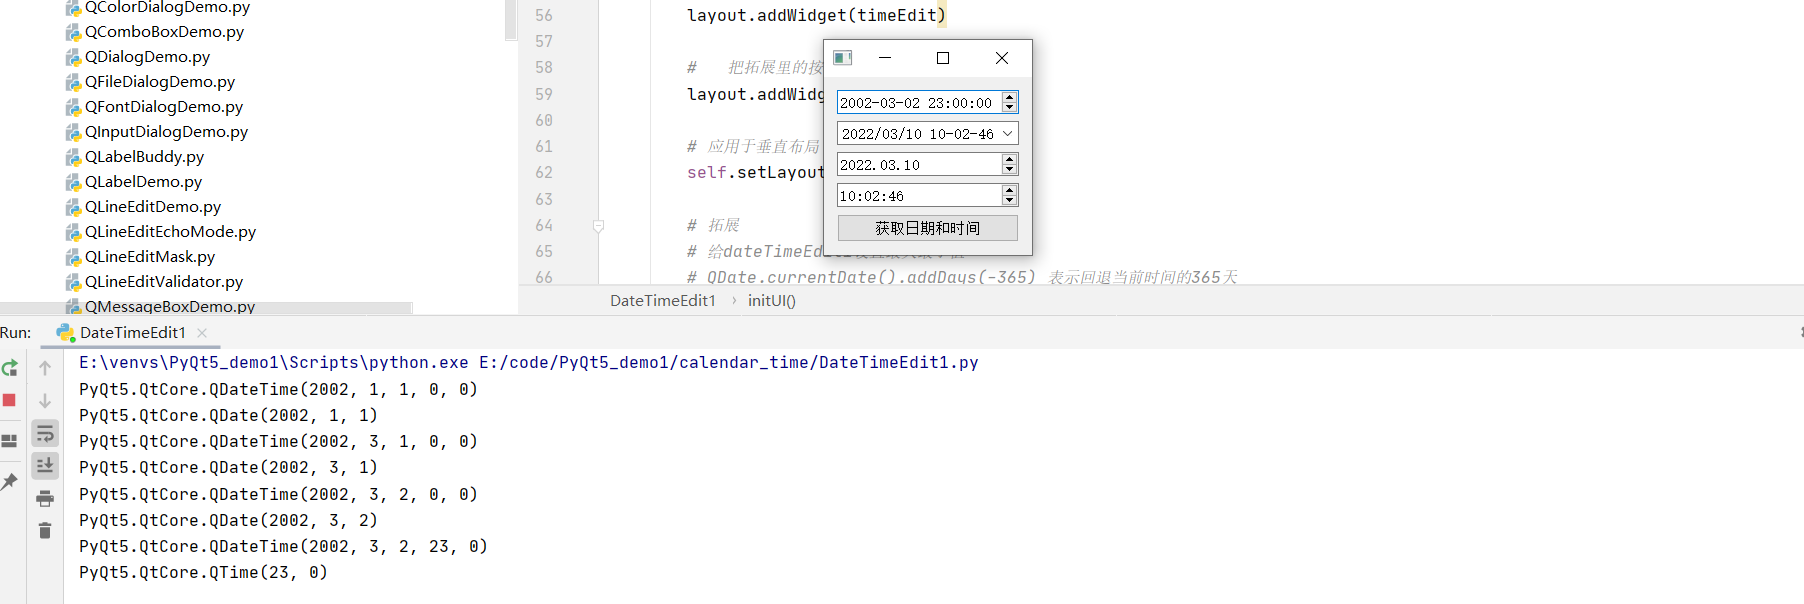 QColorDialogDemo.py
QComboBoxDemo.py
QDialogDemo.py
QFileDialogDemo.py
QFontDialogDemo.py
QInputDialogDemo.py
QLabelBuddy.py
QLabelDemo.py
QLineEditDemo.py
QLineEditEchoMode.py
QLineEditMask.py
QLineEditValidator.py
QMessageBoxDemo.py
56 layout.addWidget(timeEdit)
57
58 # 把拓展里的按
59 layout.addWidg
60
61 # 应用于垂直布局
62 self.setLayout
63
64 # 拓展
65 # 给dateTimeEd
66 # QDate.currentDate().addDays(-365) 表示回退当前时间的365天
2002-03-02 23:00:00
2022/03/10 10-02-46
2022.03.10
10:02:46
获取日期和时间
DateTimeEdit1 › initUI()
Run: DateTimeEdit1
E:\venvs\PyQt5_demo1\Scripts\python.exe E:/code/PyQt5_demo1/calendar_time/DateTimeEdit1.py
PyQt5.QtCore.QDateTime(2002, 1, 1, 0, 0)
PyQt5.QtCore.QDate(2002, 1, 1)
PyQt5.QtCore.QDateTime(2002, 3, 1, 0, 0)
PyQt5.QtCore.QDate(2002, 3, 1)
PyQt5.QtCore.QDateTime(2002, 3, 2, 0, 0)
PyQt5.QtCore.QDate(2002, 3, 2)
PyQt5.QtCore.QDateTime(2002, 3, 2, 23, 0)
PyQt5.QtCore.QTime(23, 0)